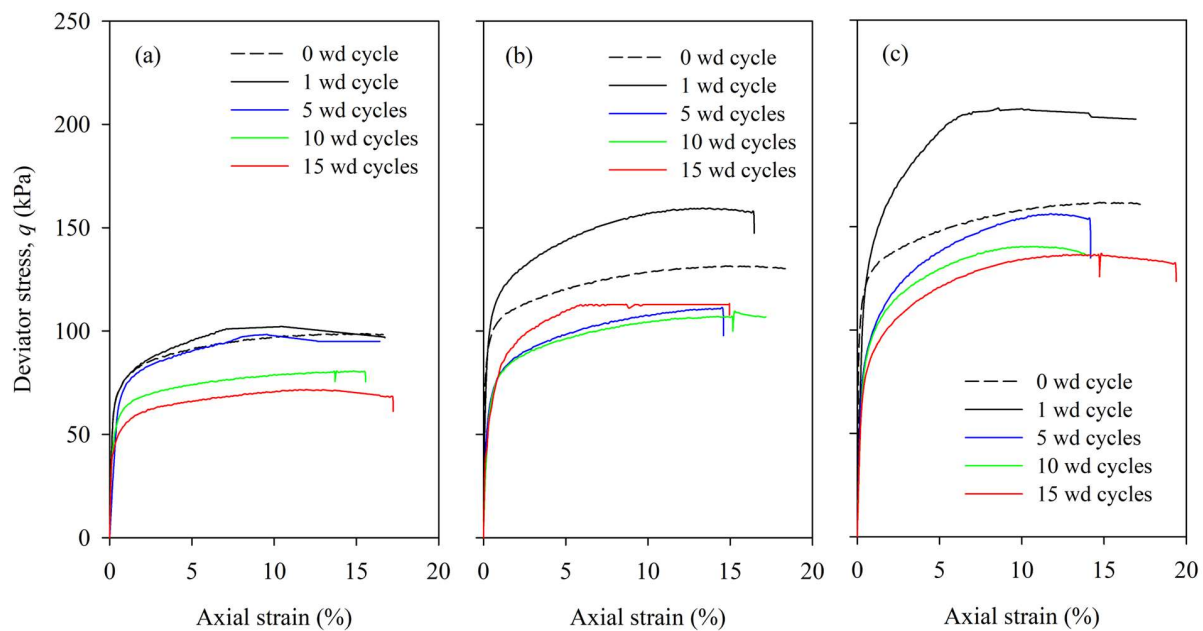 250
200
150
100
50
0
Deviator stress, q (kPa)
(a)
0 wd cycle
1 wd cycle
5 wd cycles
10 wd cycles
15 wd cycles
0 5 10 15 20
Axial strain (%)
(b)
0 wd cycle
1 wd cycle
5 wd cycles
10 wd cycles
15 wd cycles
0 5 10 15 20
Axial strain (%)
(c)
0 wd cycle
1 wd cycle
5 wd cycles
10 wd cycles
15 wd cycles
0 5 10 15 20
Axial strain (%)